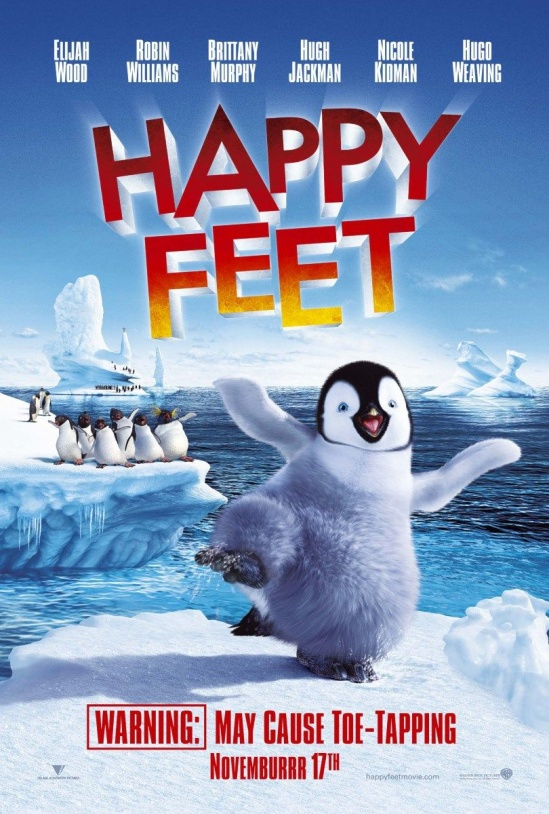 ELIJAH WOOD ROBIN WILLIAMS BRITTANY MURPHY HUGH JACKMAN NICOLE KIDMAN HUGO WEAVING
HAPPY
FEET
WARNING: MAY CAUSE TOE-TAPPING
NOVEMBURRR 17TH
happyfeetmovie.com